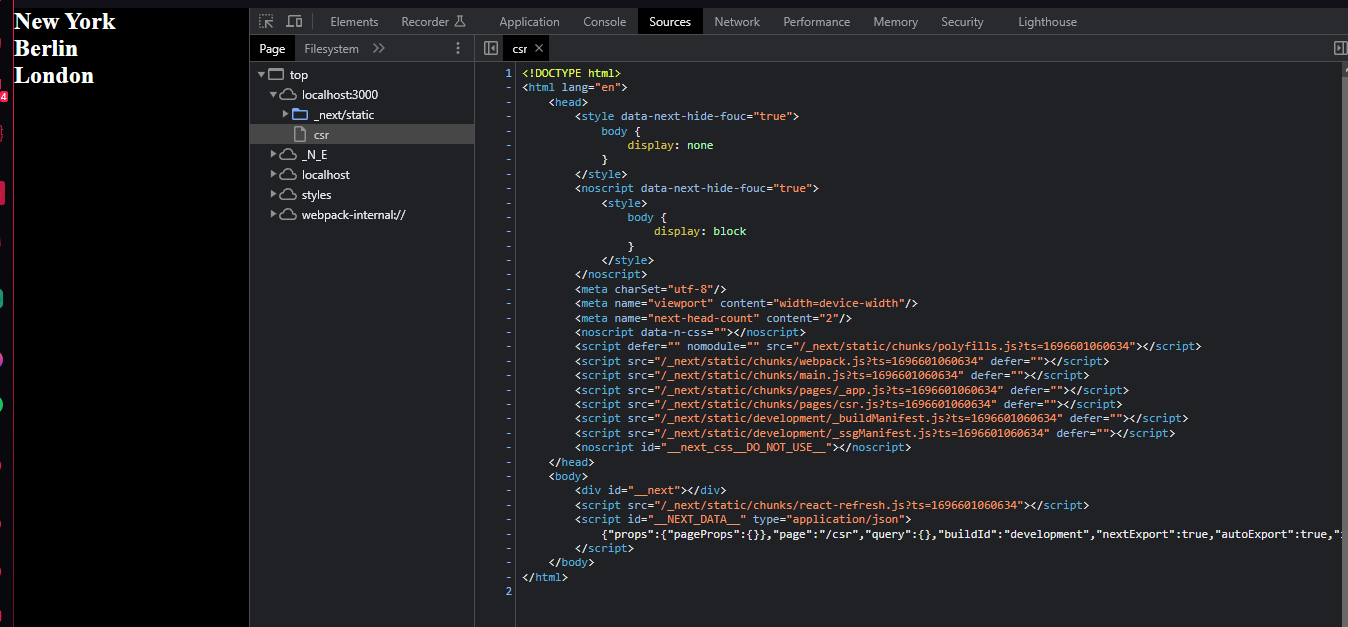 New York
Berlin
London
4
Elements Recorder Application Console Sources Network Performance Memory Security Lighthouse
Page Filesystem
csr
top
localhost:3000
_next/static
csr
_N_E
localhost
styles
webpack-internal://
1 <!DOCTYPE html>
- <html lang="en">
- <head>
- <style data-next-hide-fouc="true">
- body {
- display: none
- }
- </style>
- <noscript data-next-hide-fouc="true">
- <style>
- body {
- display: block
- }
- </style>
- </noscript>
- <meta charSet="utf-8"/>
- <meta name="viewport" content="width=device-width"/>
- <meta name="next-head-count" content="2"/>
- <noscript data-n-css=""></noscript>
- <script defer="" nomodule="" src="/_next/static/chunks/polyfills.js?ts=1696601060634"></script>
- <script src="/_next/static/chunks/webpack.js?ts=1696601060634" defer=""></script>
- <script src="/_next/static/chunks/main.js?ts=1696601060634" defer=""></script>
- <script src="/_next/static/chunks/pages/_app.js?ts=1696601060634" defer=""></script>
- <script src="/_next/static/chunks/pages/csr.js?ts=1696601060634" defer=""></script>
- <script src="/_next/static/development/_buildManifest.js?ts=1696601060634" defer=""></script>
- <script src="/_next/static/development/_ssgManifest.js?ts=1696601060634" defer=""></script>
- <noscript id="__next_css__DO_NOT_USE__"></noscript>
- </head>
- <body>
- <div id="__next"></div>
- <script src="/_next/static/chunks/react-refresh.js?ts=1696601060634"></script>
- <script id="__NEXT_DATA__" type="application/json">
- {"props":{"pageProps":{}},"page":"/csr","query":{},"buildId":"development","nextExport":true,"autoExport":true,"
- </script>
- </body>
- </html>
2